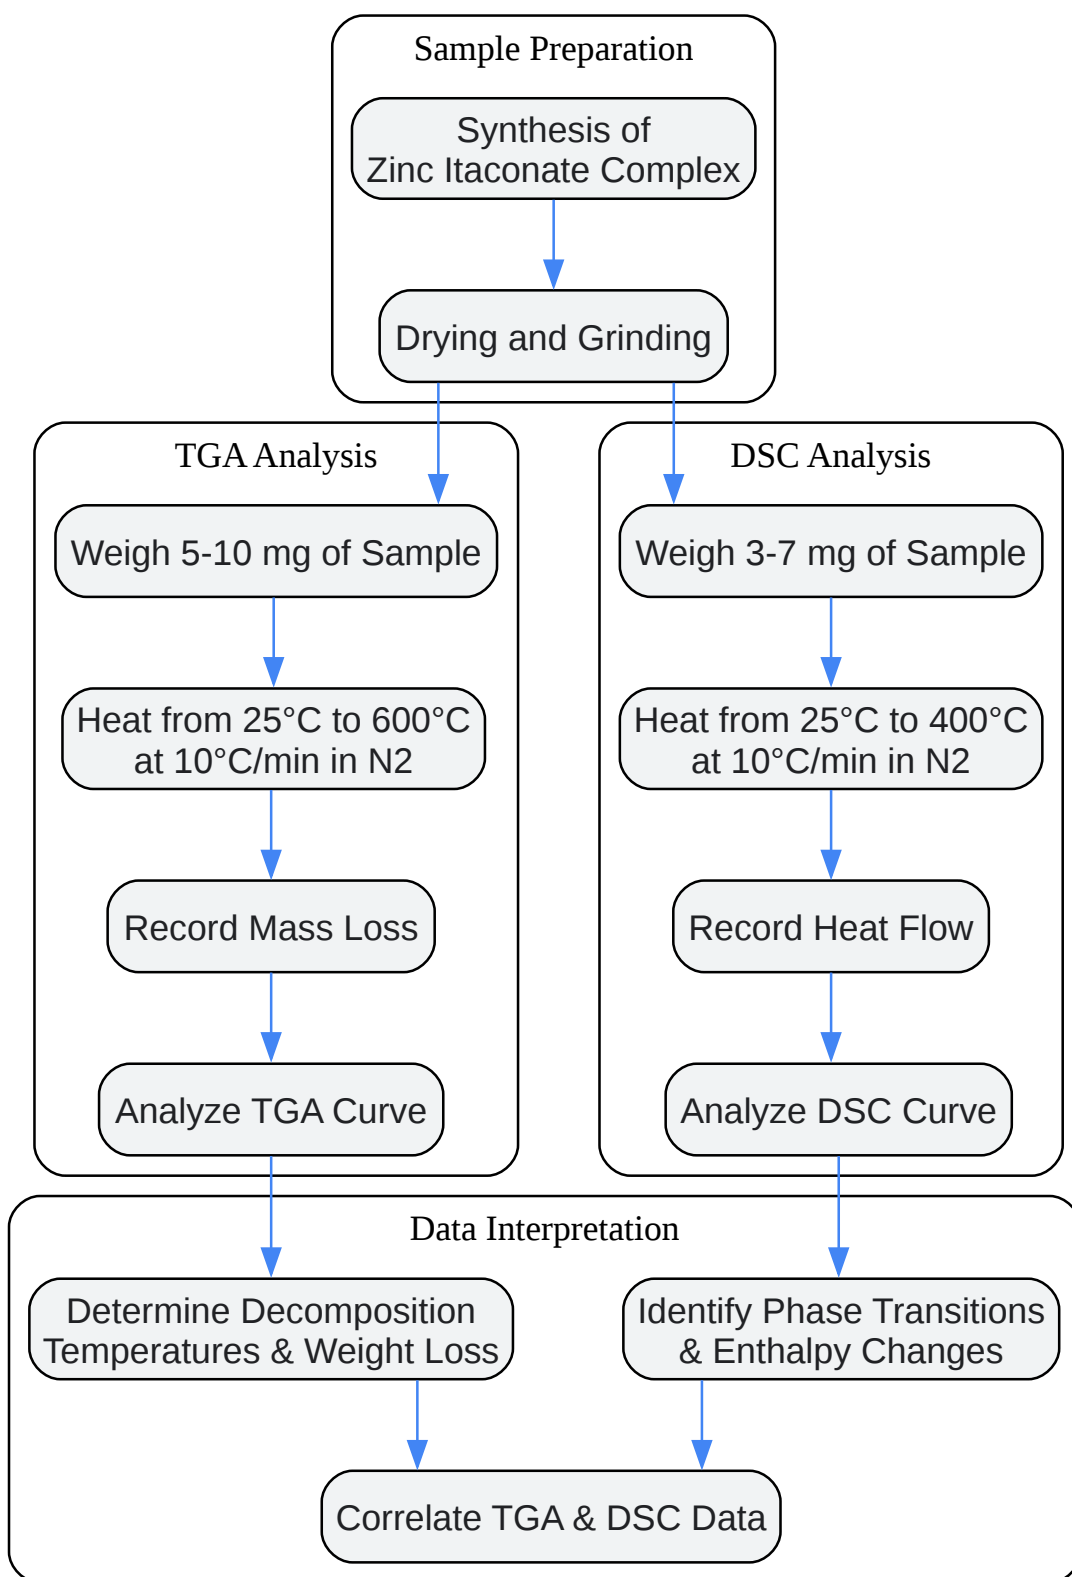 Sample Preparation
Synthesis of
Zinc Itaconate Complex
Drying and Grinding
TGA Analysis
Weigh 5-10 mg of Sample
Heat from 25°C to 600°C
at 10°C/min in N2
Record Mass Loss
Analyze TGA Curve
DSC Analysis
Weigh 3-7 mg of Sample
Heat from 25°C to 400°C
at 10°C/min in N2
Record Heat Flow
Analyze DSC Curve
Data Interpretation
Determine Decomposition
Temperatures & Weight Loss
Identify Phase Transitions
& Enthalpy Changes
Correlate TGA & DSC Data